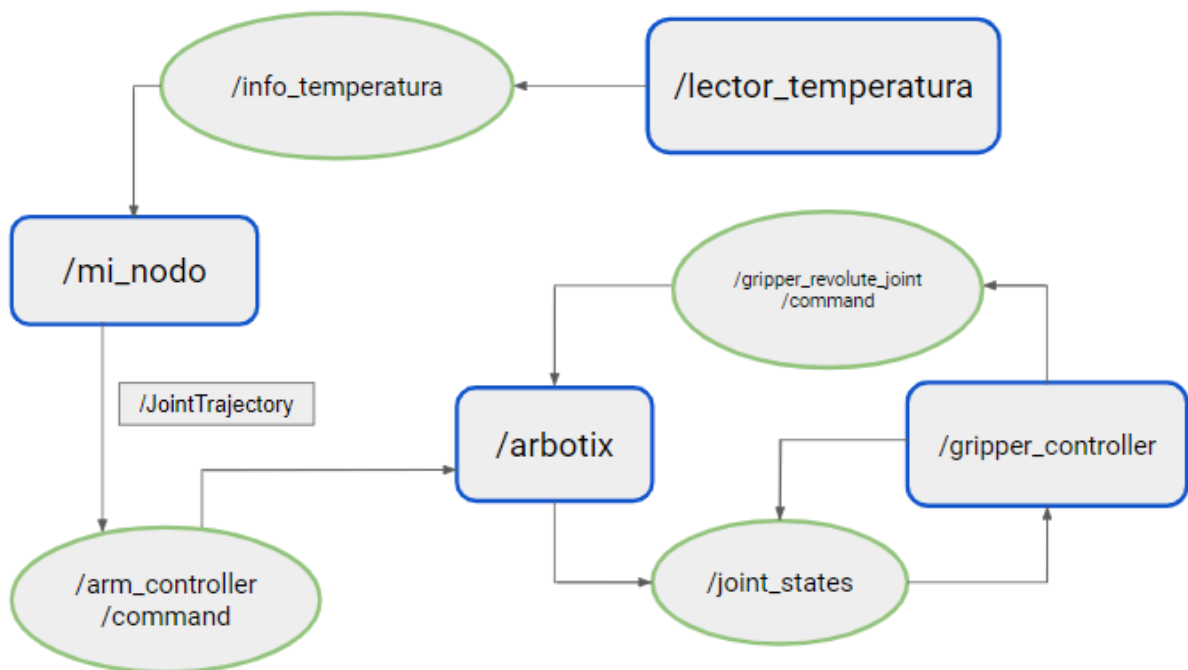 /info_temperatura
/lector_temperatura
/mi_nodo
/gripper_revolute_joint
/command
/JointTrajectory
/arbotix
/gripper_controller
/arm_controller
/command
/joint_states